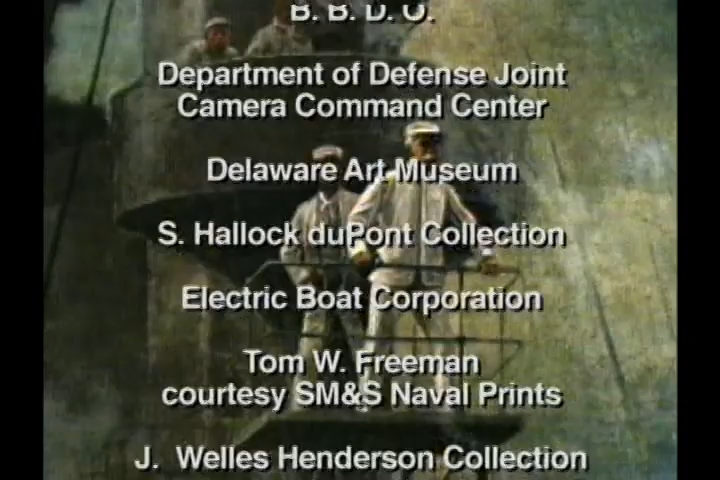 B. B. D. O.
Department of Defense Joint
Camera Command Center
Delaware Art Museum
S. Hallock duPont Collection
Electric Boat Corporation
Tom W. Freeman
courtesy SM&S Naval Prints
J. Welles Henderson Collection